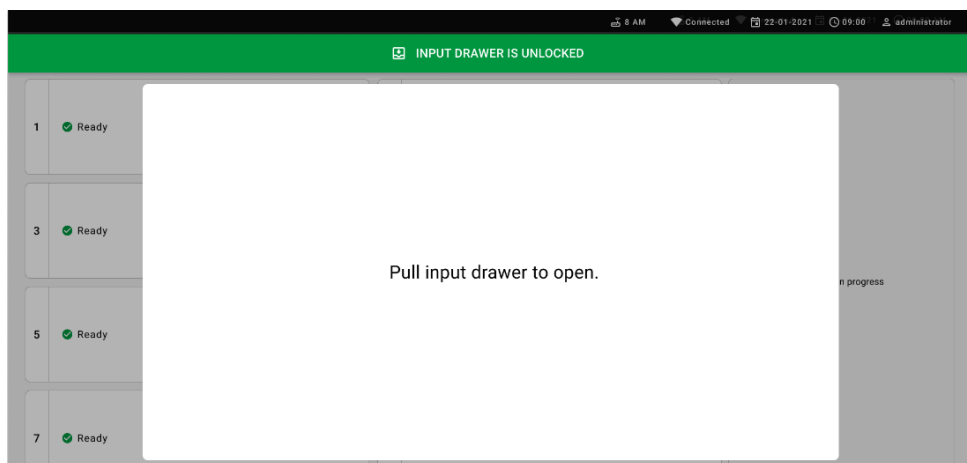 8 AM Connected 22-01-2021 09:00 administrator
INPUT DRAWER IS UNLOCKED
1 Ready
3 Ready
Pull input drawer to open.
n progress
5 Ready
7 Ready